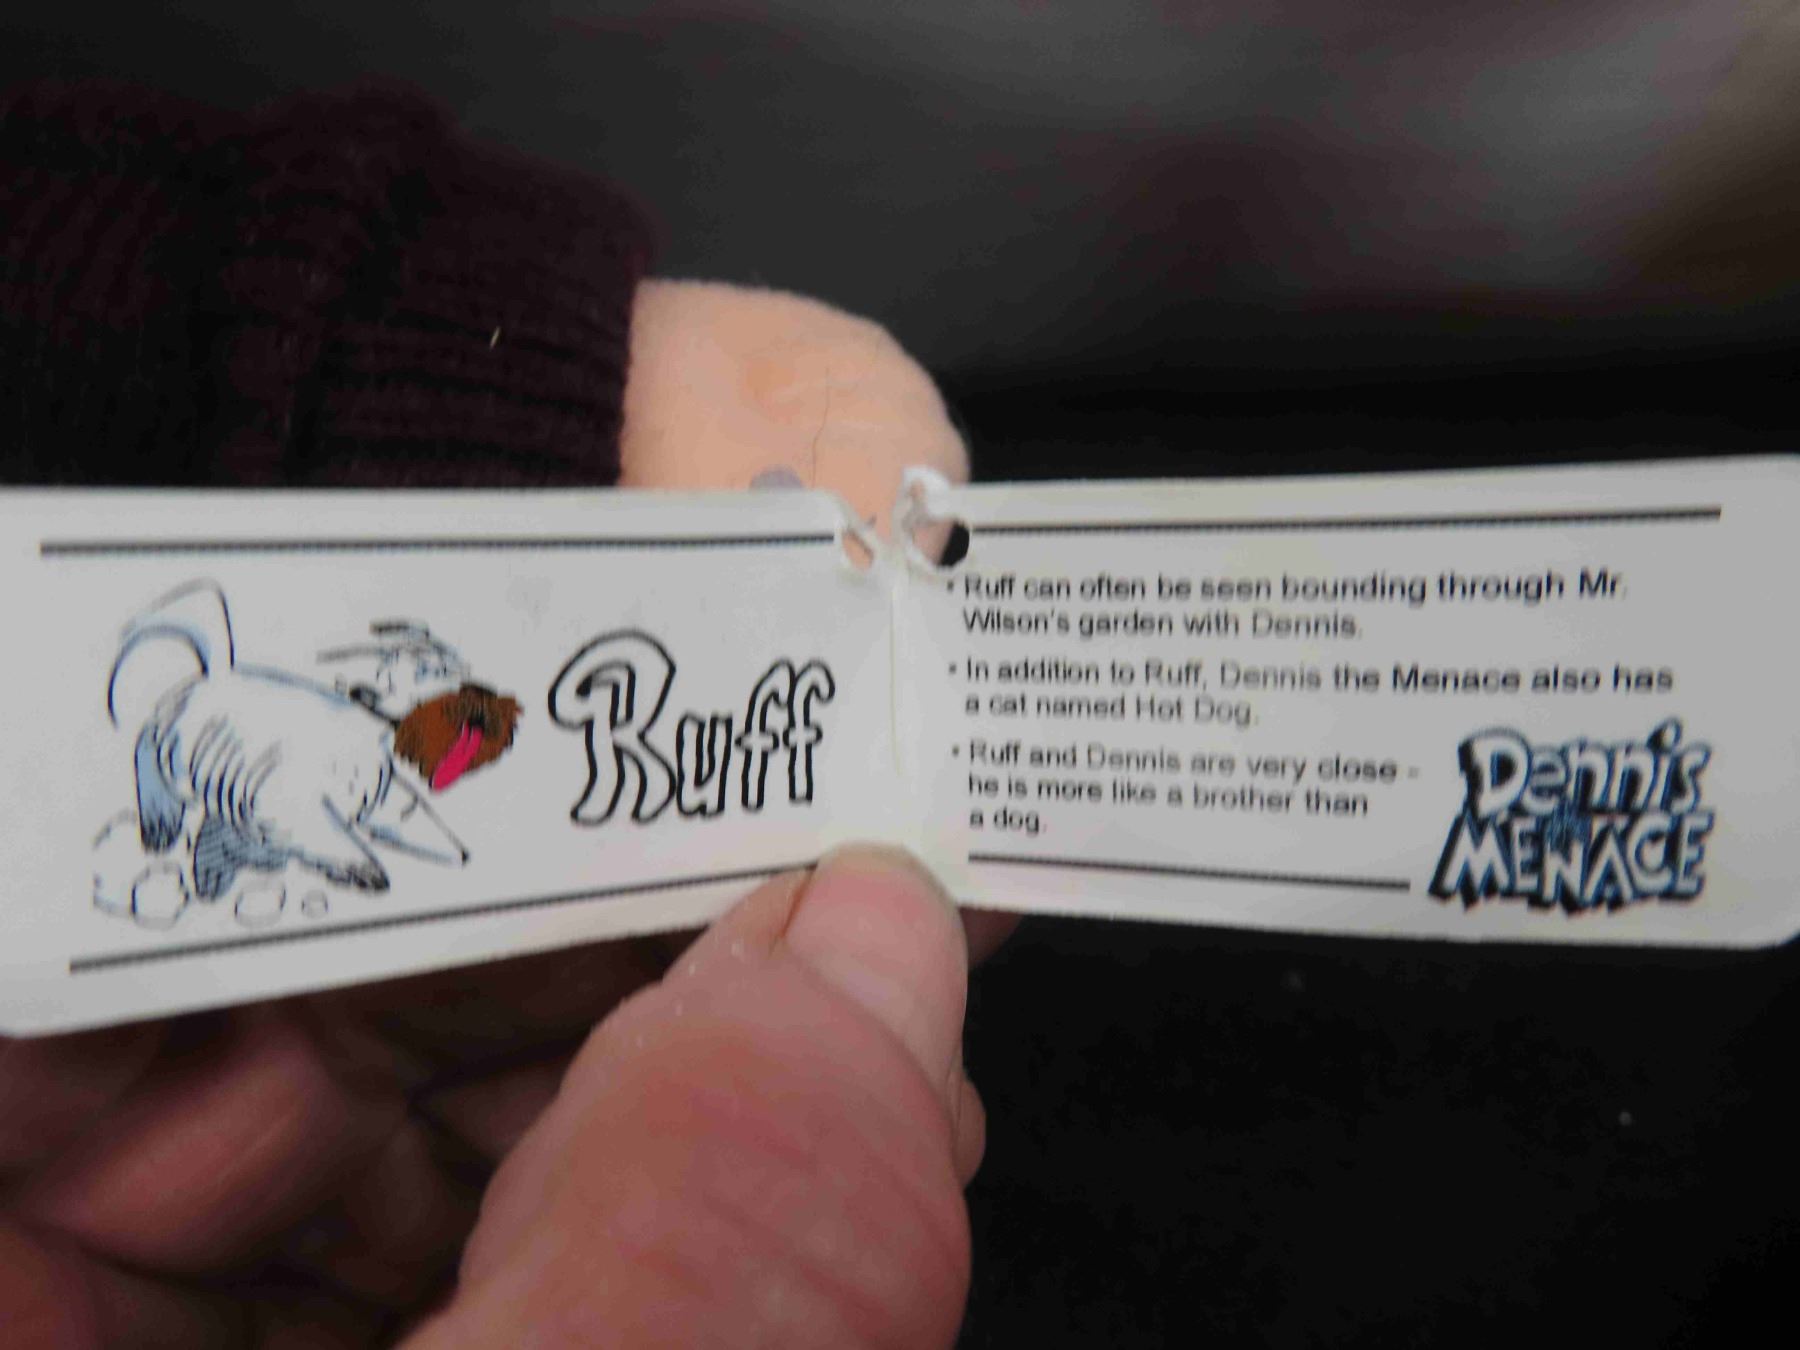 Ruff
• Ruff can often be seen bounding through Mr.
Wilson's garden with Dennis.
• In addition to Ruff, Dennis the Menace also has
a cat named Hot Dog.
• Ruff and Dennis are very close -
he is more like a brother than
a dog.
Dennis
the
MENACE